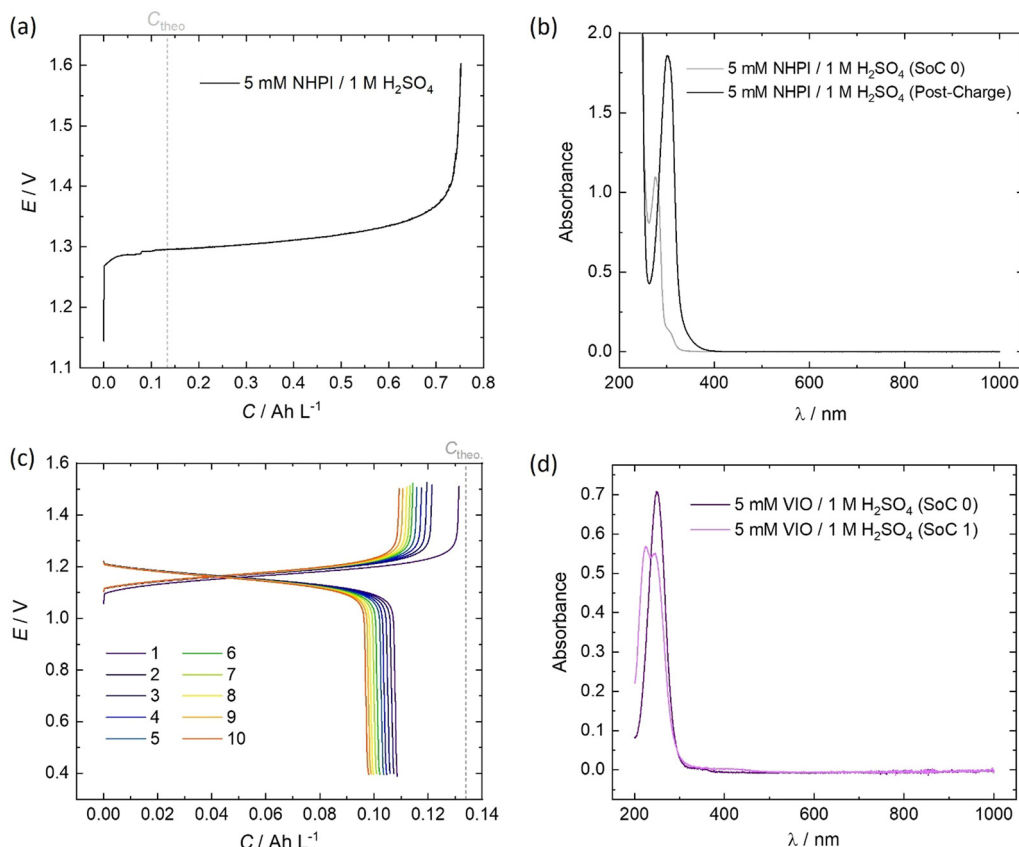 (a)
C_theo
1.6
1.5
1.4
1.3
1.2
1.1
E / V
5 mM NHPI / 1 M H₂SO₄
0.0 0.1 0.2 0.3 0.4 0.5 0.6 0.7 0.8
C / Ah L⁻¹
(b)
2.0
1.5
1.0
0.5
0.0
Absorbance
5 mM NHPI / 1 M H₂SO₄ (SoC 0)
5 mM NHPI / 1 M H₂SO₄ (Post-Charge)
200 400 600 800 1000
λ / nm
(c)
C_theo.
1.6
1.4
1.2
1.0
0.8
0.6
0.4
E / V
1 6
2 7
3 8
4 9
5 10
0.00 0.02 0.04 0.06 0.08 0.10 0.12 0.14
C / Ah L⁻¹
(d)
0.7
0.6
0.5
0.4
0.3
0.2
0.1
0.0
Absorbance
5 mM VIO / 1 M H₂SO₄ (SoC 0)
5 mM VIO / 1 M H₂SO₄ (SoC 1)
200 300 400 500 600 700 800 900 1000
λ / nm